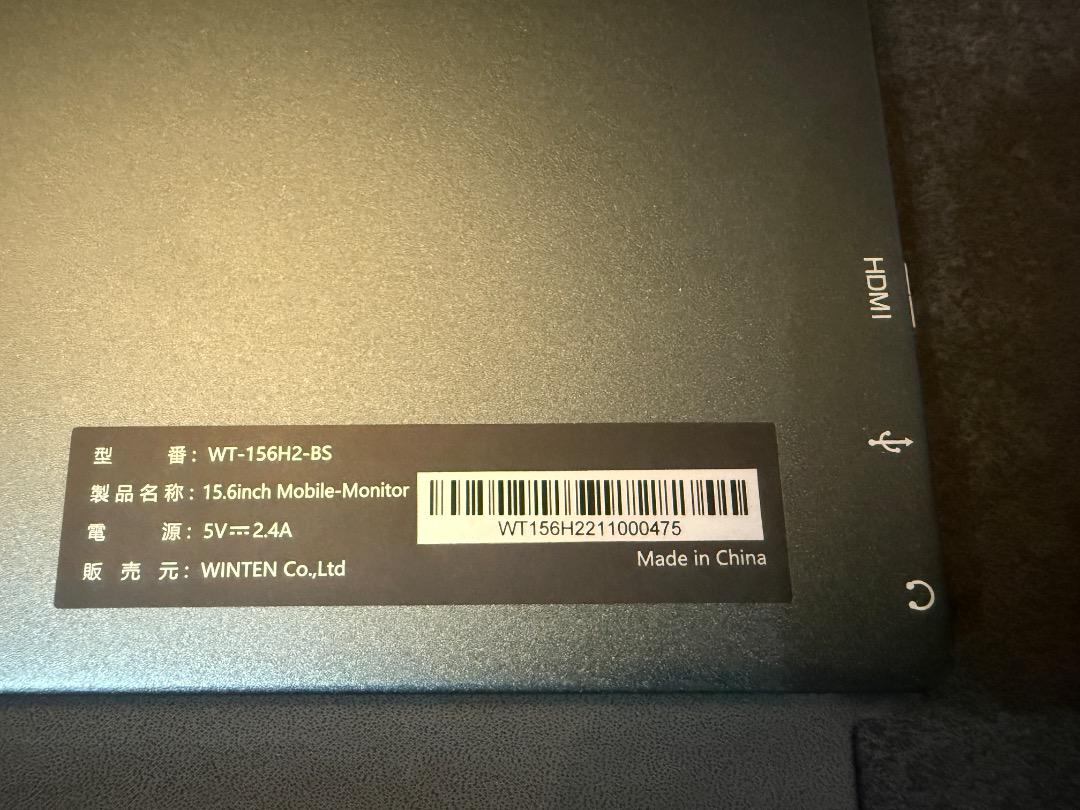 HDMI
型 番: WT-156H2-BS
製品名称: 15.6inch Mobile-Monitor
電 源: 5V⎓2.4A
販 売 元: WINTEN Co.,Ltd
WT156H2211000475
Made in China